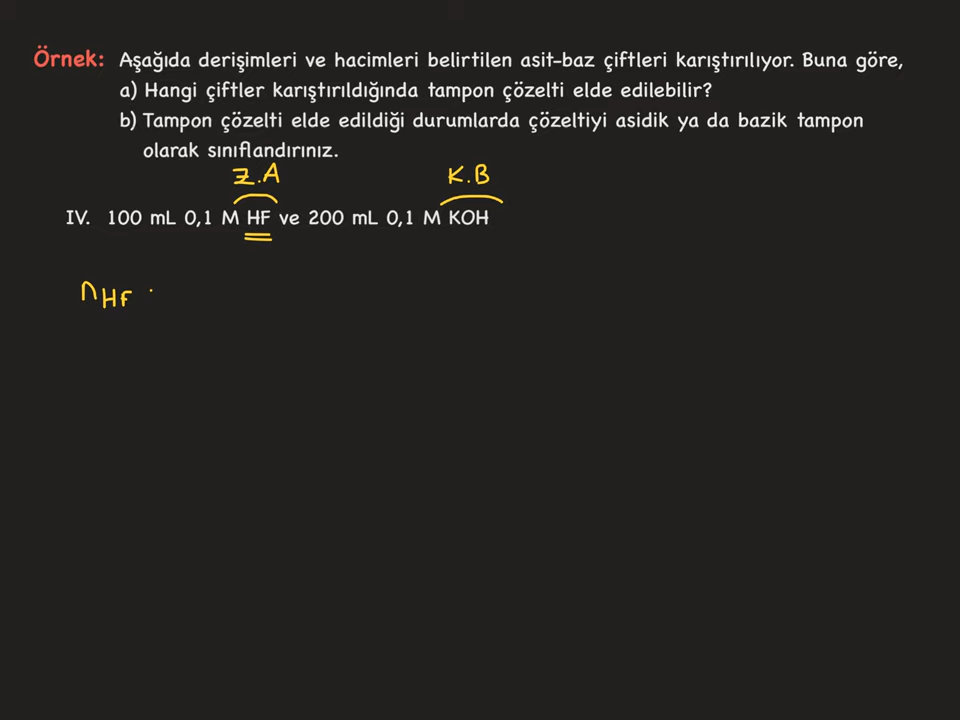 Örnek: Aşağıda derişimleri ve hacimleri belirtilen asit-baz çiftleri karıştırılıyor. Buna göre,
a) Hangi çiftler karıştırıldığında tampon çözelti elde edilebilir?
b) Tampon çözelti elde edildiği durumlarda çözeltiyi asidik ya da bazik tampon
olarak sınıflandırınız.
Z.A K.B
IV. 100 mL 0,1 M HF ve 200 mL 0,1 M KOH
nHF